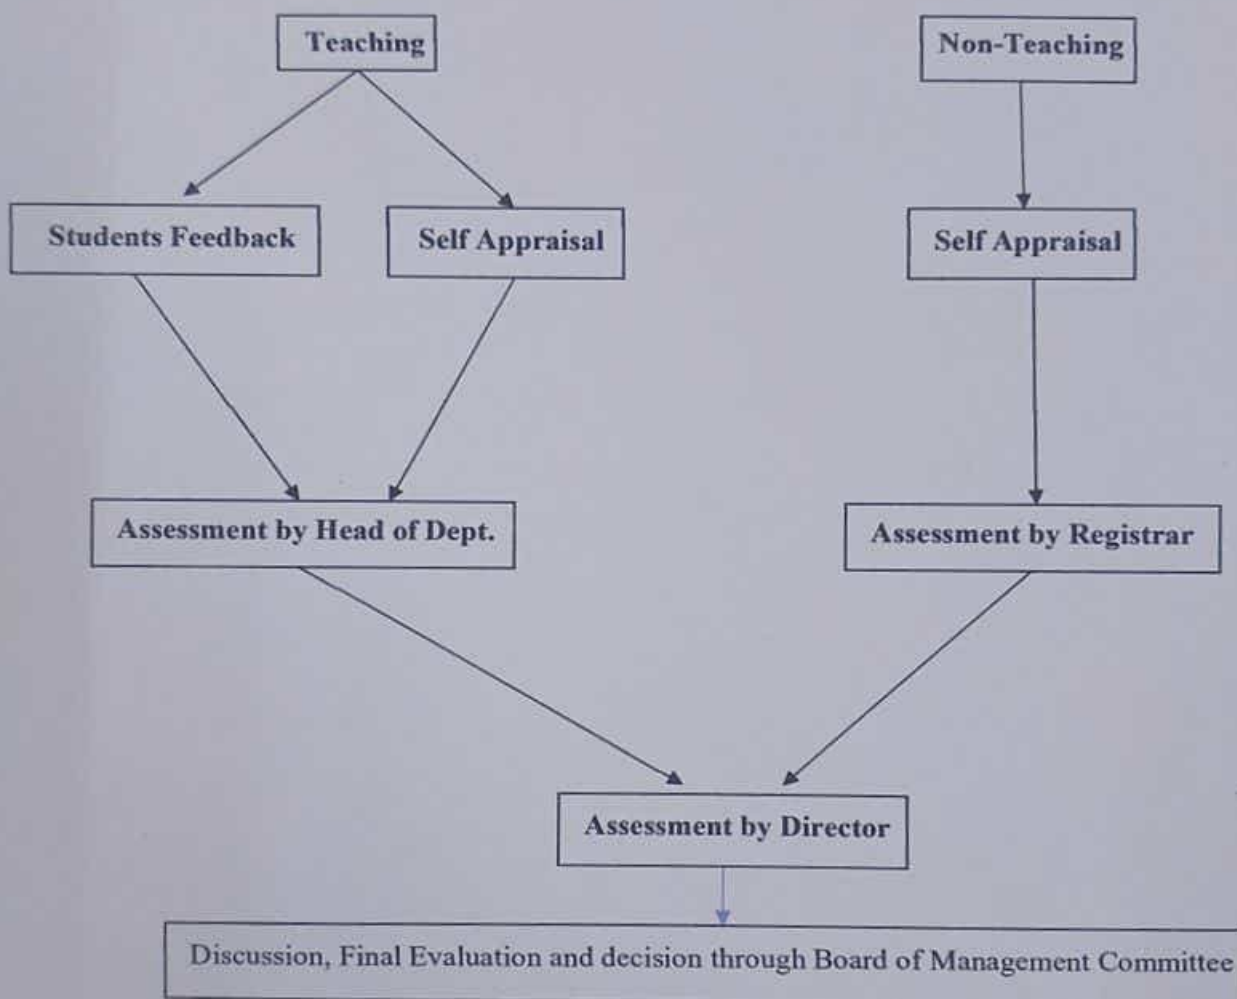 Teaching
Non-Teaching
Students Feedback
Self Appraisal
Self Appraisal
Assessment by Head of Dept.
Assessment by Registrar
Assessment by Director
Discussion, Final Evaluation and decision through Board of Management Committee